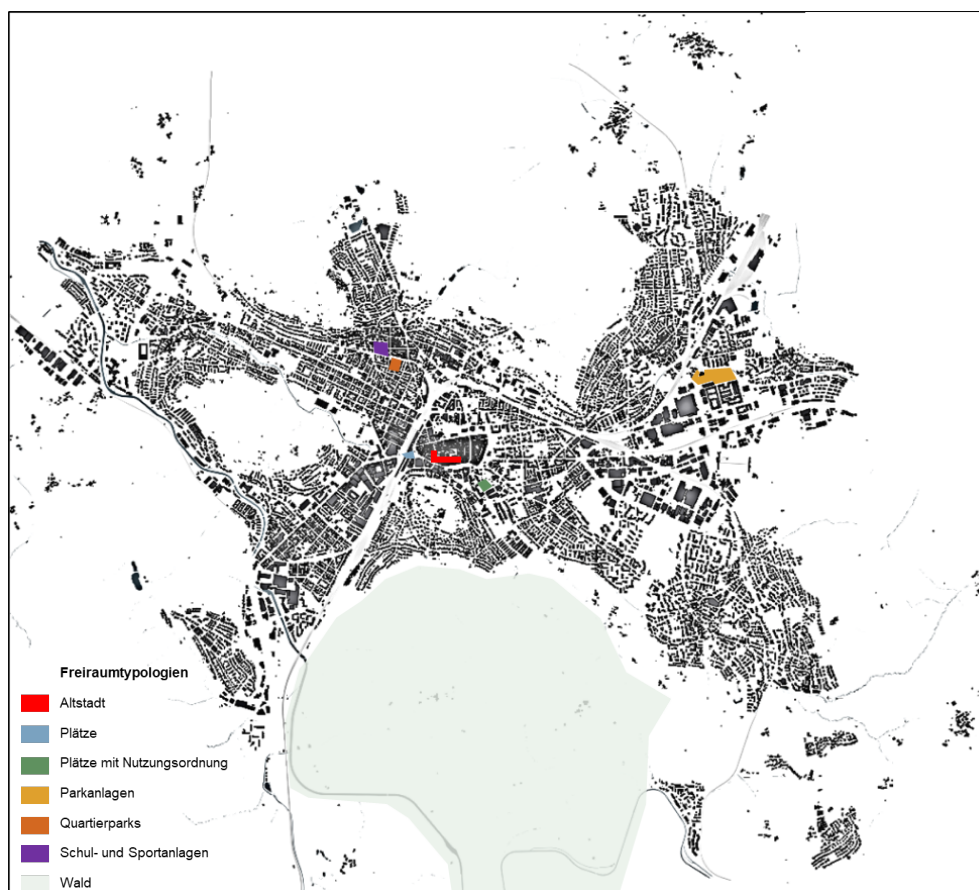 Freiraumtypologien
Altstadt
Plätze
Plätze mit Nutzungsordnung
Parkanlagen
Quartierparks
Schul- und Sportanlagen
Wald